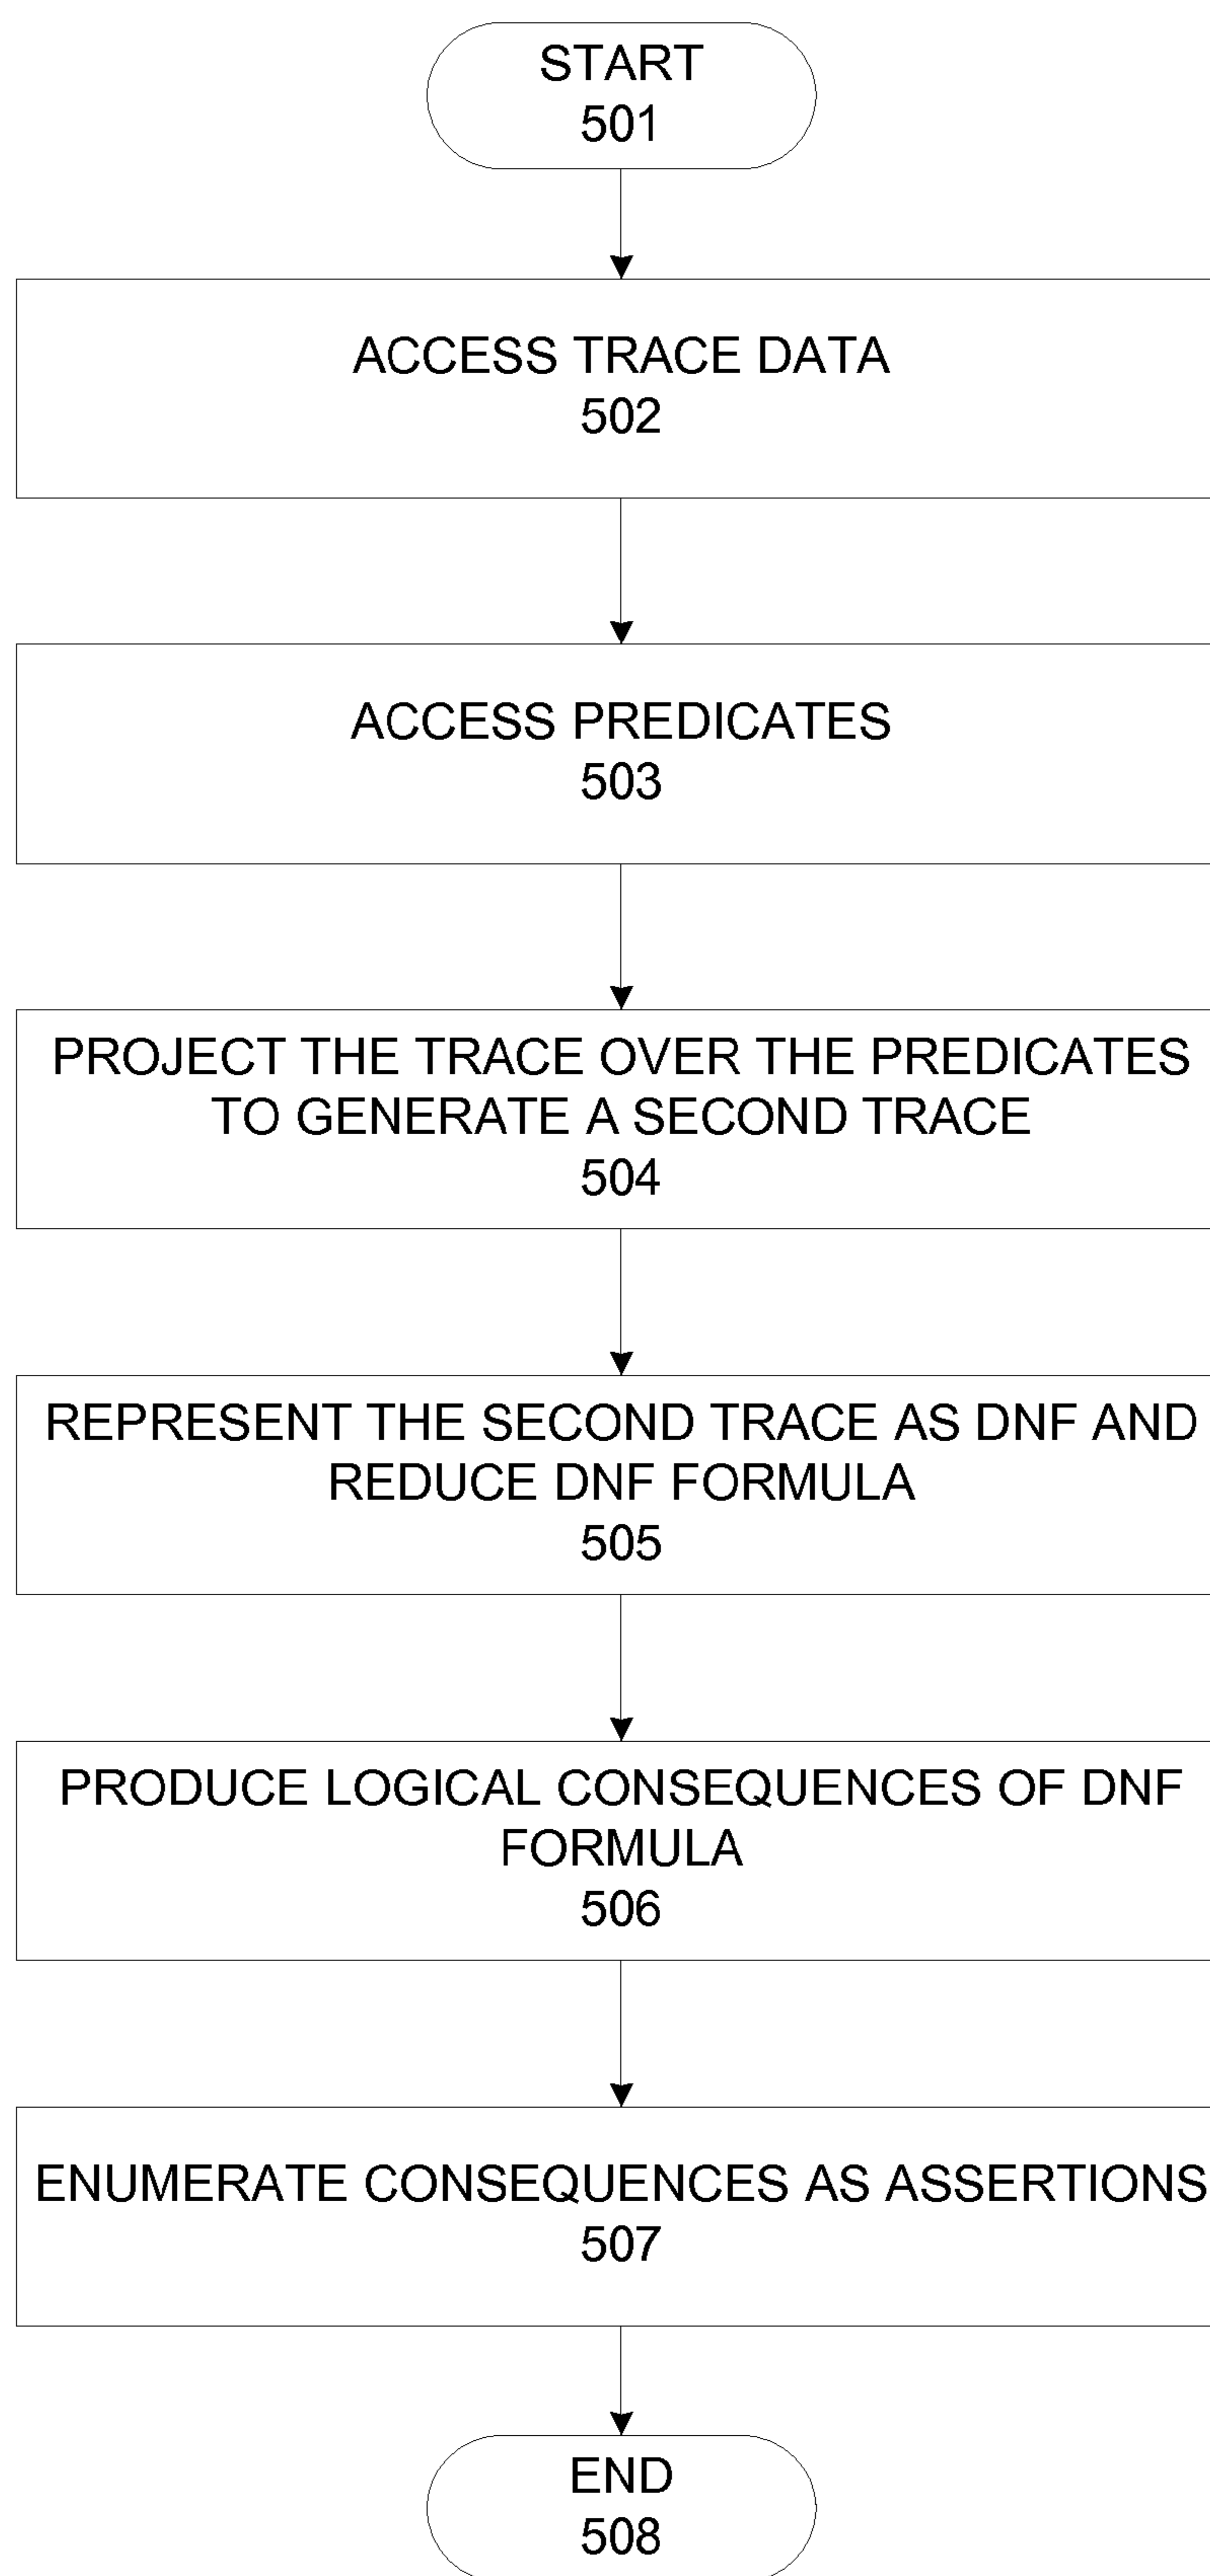 START
501
ACCESS TRACE DATA
502
ACCESS PREDICATES
503
PROJECT THE TRACE OVER THE PREDICATES
TO GENERATE A SECOND TRACE
504
REPRESENT THE SECOND TRACE AS DNF AND
REDUCE DNF FORMULA
505
PRODUCE LOGICAL CONSEQUENCES OF DNF
FORMULA
506
ENUMERATE CONSEQUENCES AS ASSERTIONS
507
END
508